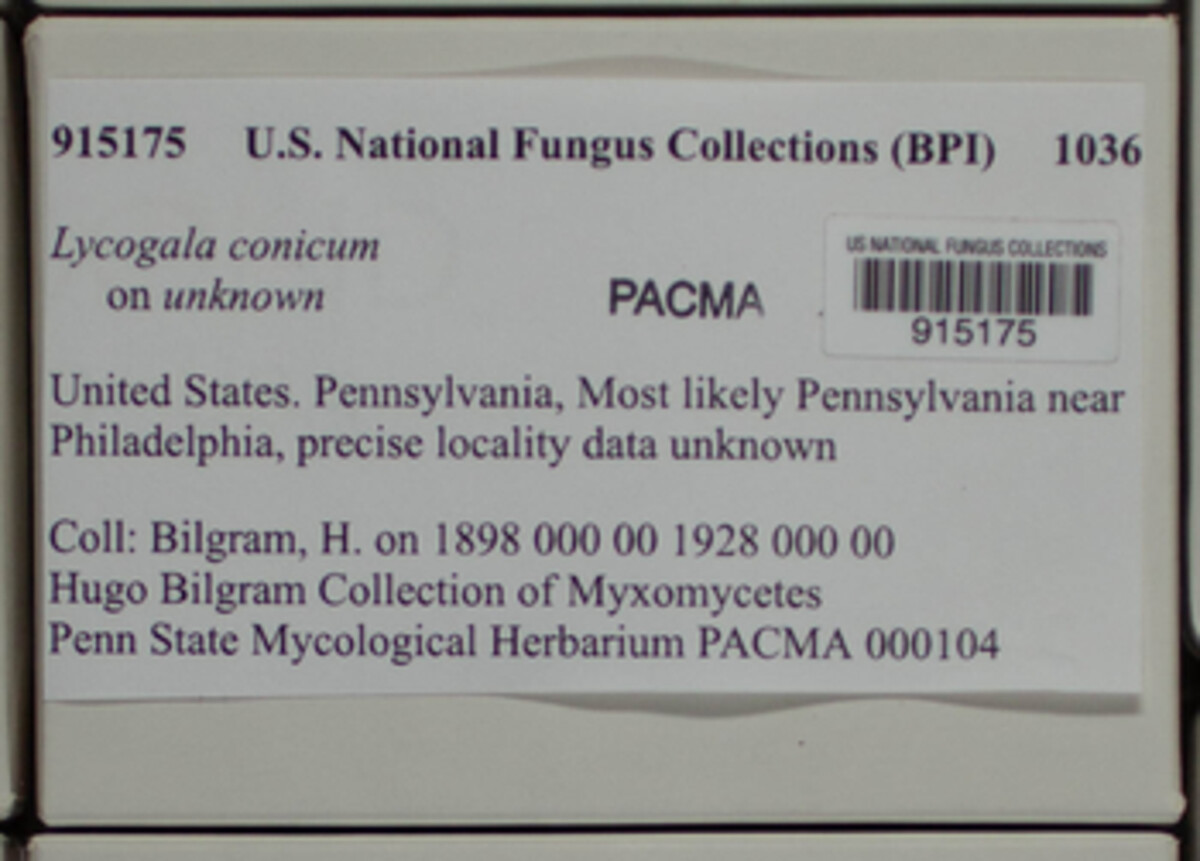 915175 U.S. National Fungus Collections (BPI) 1036
Lycogala conicum
on unknown
PACMA
US NATIONAL FUNGUS COLLECTIONS
915175
United States. Pennsylvania, Most likely Pennsylvania near
Philadelphia, precise locality data unknown
Coll: Bilgram, H. on 1898 000 00 1928 000 00
Hugo Bilgram Collection of Myxomycetes
Penn State Mycological Herbarium PACMA 000104